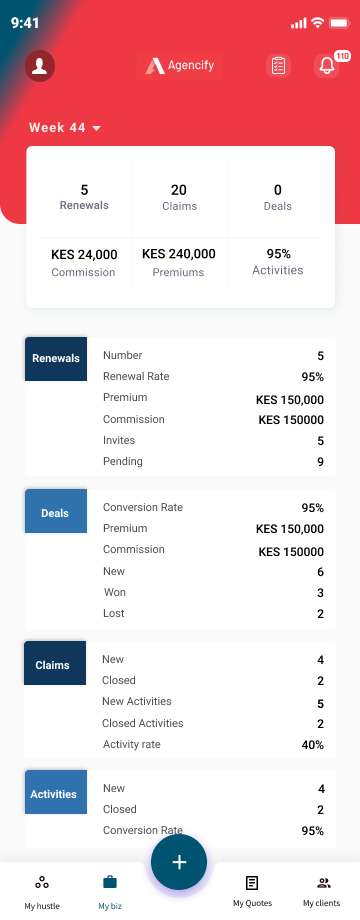 9:41
Agencify
110
Week 44
5 20 0
Renewals Claims Deals
KES 24,000 KES 240,000 95%
Commission Premiums Activities
Renewals
Number 5
Renewal Rate 95%
Premium KES 150,000
Commission KES 150000
Invites 5
Pending 9
Deals
Conversion Rate 95%
Premium KES 150,000
Commission KES 150000
New 6
Won 3
Lost 2
Claims
New 4
Closed 2
New Activities 5
Closed Activities 2
Activity rate 40%
Activities
New 4
Closed 2
Conversion Rate 95%
My hustle My biz My Quotes My clients